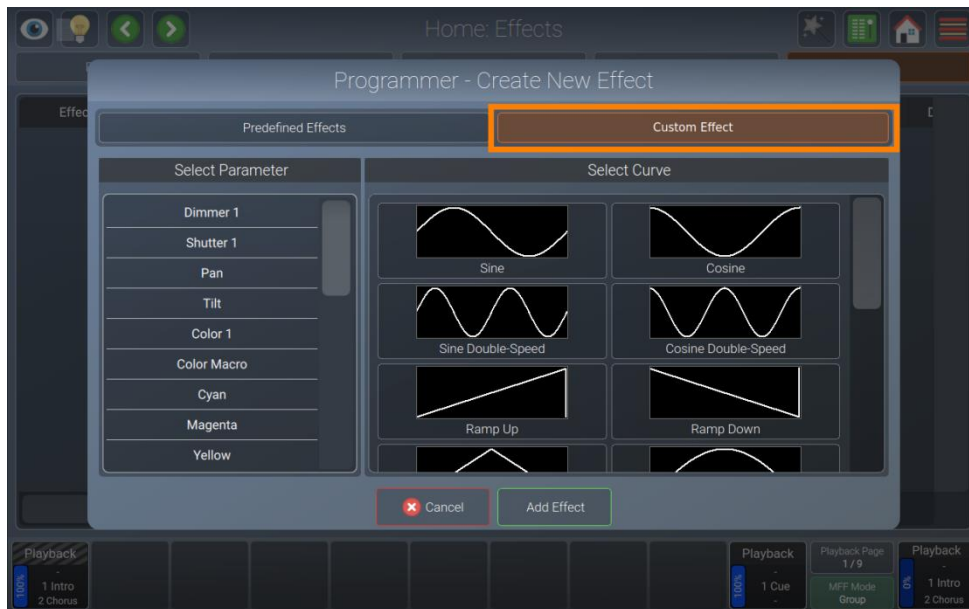 Home: Effects
Programmer - Create New Effect
Effec
Predefined Effects
Custom Effect
Select Parameter
Select Curve
Dimmer 1
Shutter 1
Pan
Tilt
Color 1
Color Macro
Cyan
Magenta
Yellow
Sine
Cosine
Sine Double-Speed
Cosine Double-Speed
Ramp Up
Ramp Down
Cancel
Add Effect
Playback
-
100%
1 Intro
2 Chorus
Playback
-
100%
1 Cue
-
Playback Page
1 / 9
MFF Mode
Group
Playback
-
0%
1 Intro
2 Chorus